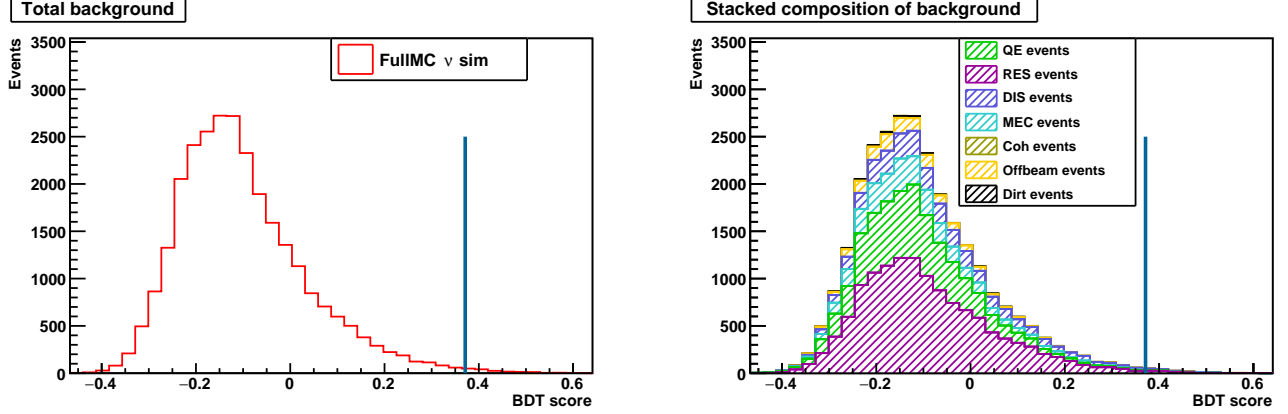 Total background
Events
3500
3000
2500
2000
1500
1000
500
0
−0.4
−0.2
0
0.2
0.4
0.6
BDT score
FullMC ν sim
Stacked composition of background
Events
3500
3000
2500
2000
1500
1000
500
0
−0.4
−0.2
0
0.2
0.4
0.6
BDT score
QE events
RES events
DIS events
MEC events
Coh events
Offbeam events
Dirt events